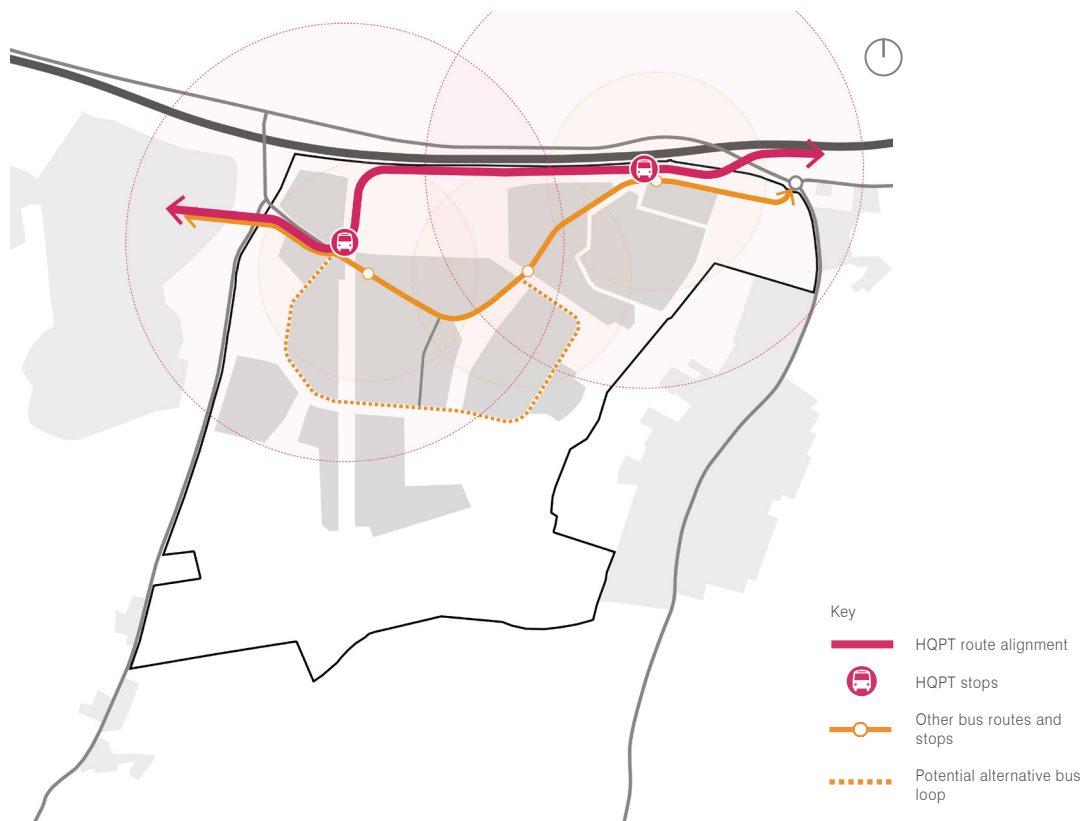 Key
HQPT route alignment
HQPT stops
Other bus routes and
stops
Potential alternative bus
loop